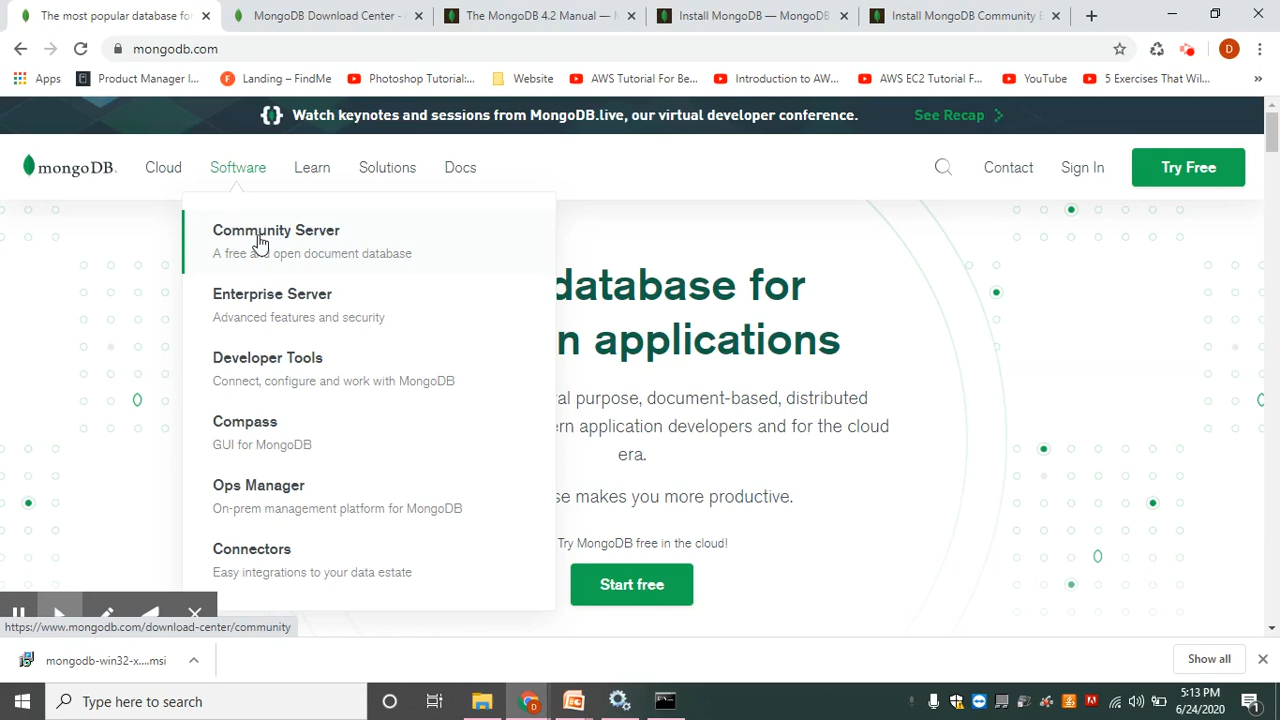 The most popular database for
MongoDB Download Center
The MongoDB 4.2 Manual — M
Install MongoDB — MongoDB
Install MongoDB Community E
mongodb.com
D
Apps
Product Manager I...
Landing – FindMe
Photoshop Tutorial:...
Website
AWS Tutorial For Be...
Introduction to AW...
AWS EC2 Tutorial F...
YouTube
5 Exercises That Wil...
»
Watch keynotes and sessions from MongoDB.live, our virtual developer conference.
See Recap
mongoDB.
Cloud
Software
Learn
Solutions
Docs
Contact
Sign In
Try Free
Community Server
A free and open document database
Enterprise Server
Advanced features and security
Developer Tools
Connect, configure and work with MongoDB
Compass
GUI for MongoDB
Ops Manager
On-prem management platform for MongoDB
Connectors
Easy integrations to your data estate
database for
n applications
al purpose, document-based, distributed
ern application developers and for the cloud
era.
se makes you more productive.
Try MongoDB free in the cloud!
Start free
https://www.mongodb.com/download-center/community
mongodb-win32-x....msi
Show all
Type here to search
5:13 PM
6/24/2020
1